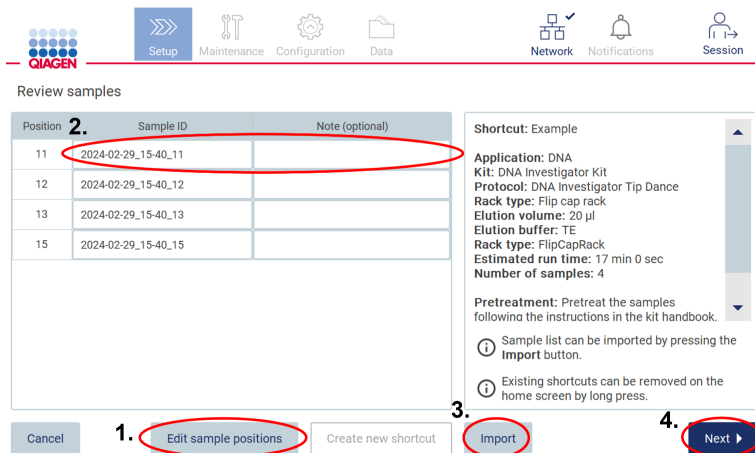 QIAGEN
Setup
Maintenance
Configuration
Data
Network
Notifications
Session
Review samples
Position
2.
Sample ID
Note (optional)
11
2024-02-29_15-40_11
12
2024-02-29_15-40_12
13
2024-02-29_15-40_13
15
2024-02-29_15-40_15
Shortcut: Example
Application: DNA
Kit: DNA Investigator Kit
Protocol: DNA Investigator Tip Dance
Rack type: Flip cap rack
Elution volume: 20 µl
Elution buffer: TE
Rack type: FlipCapRack
Estimated run time: 17 min 0 sec
Number of samples: 4
Pretreatment: Pretreat the samples
following the instructions in the kit handbook.
Sample list can be imported by pressing the
Import button.
Existing shortcuts can be removed on the
home screen by long press.
Cancel
1.
Edit sample positions
Create new shortcut
3.
Import
4.
Next